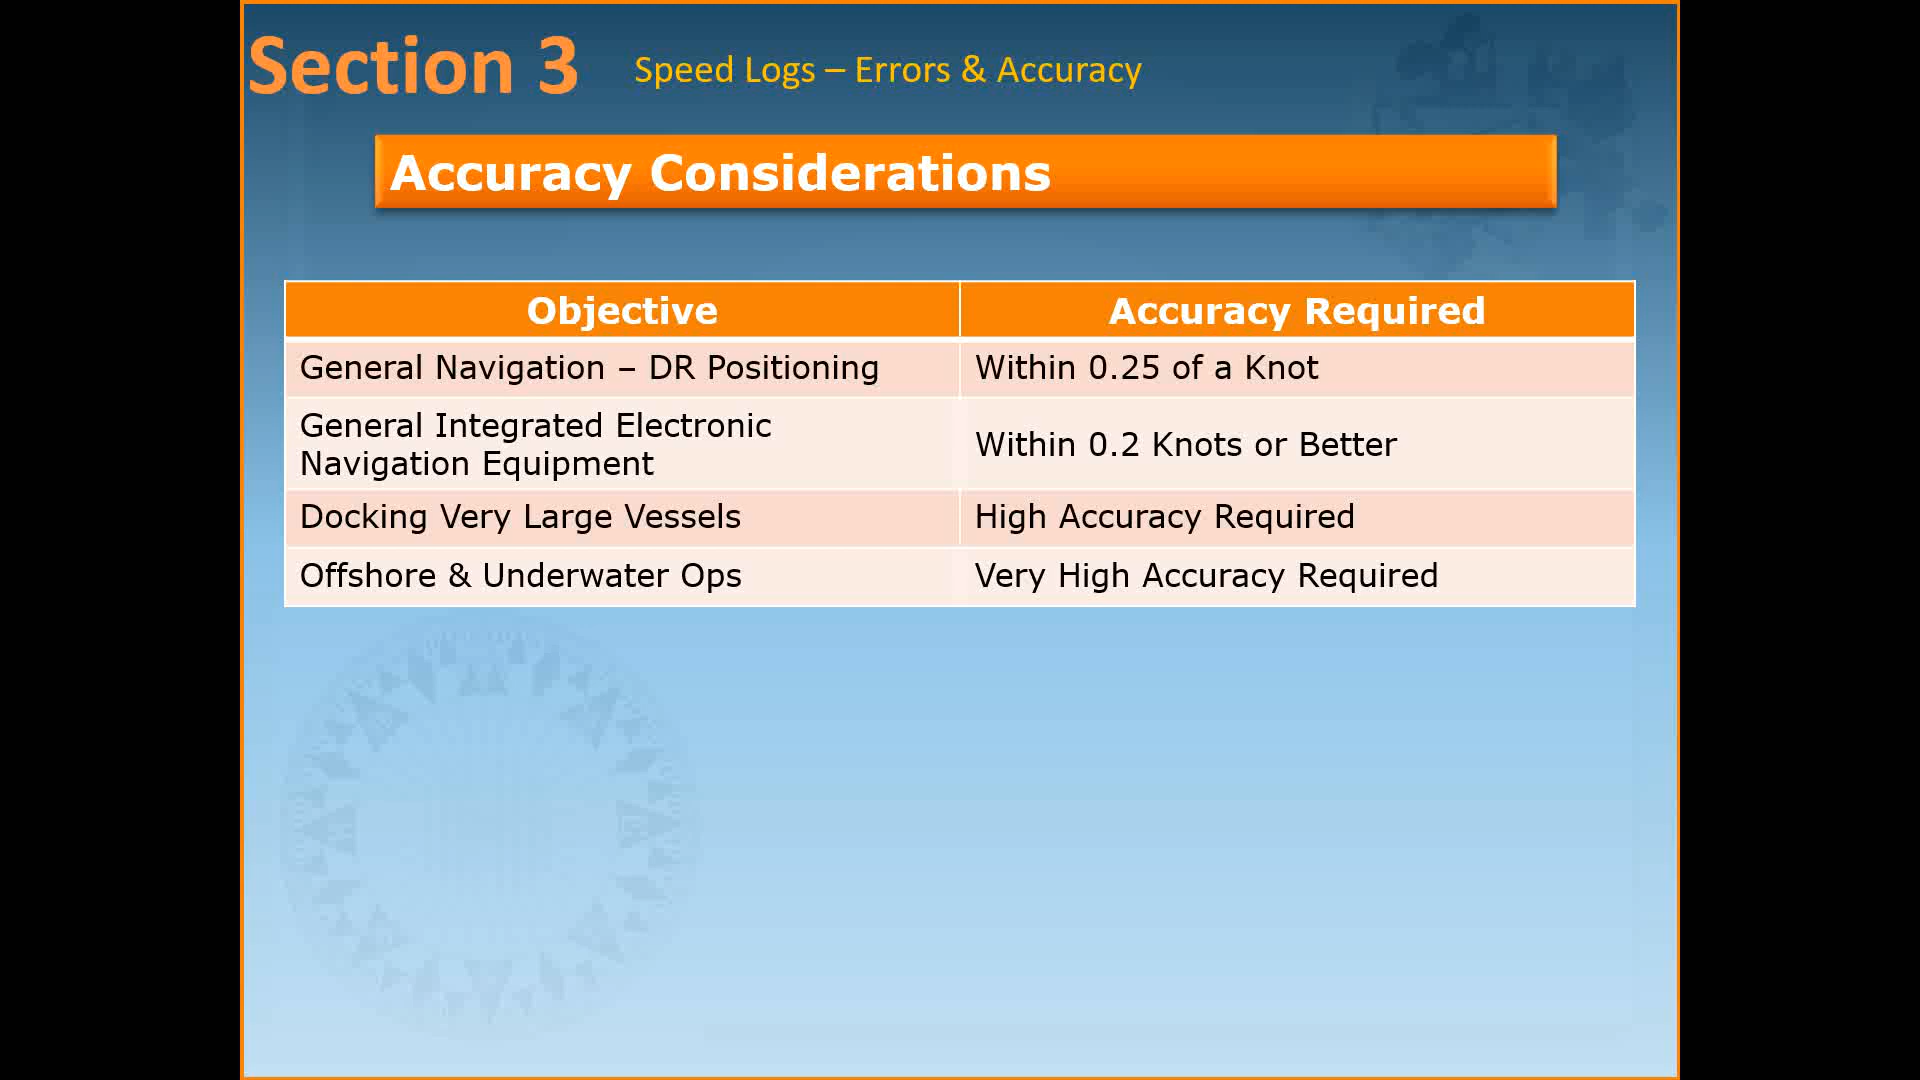 Section 3
Speed Logs – Errors & Accuracy
Accuracy Considerations
Objective
Accuracy Required
General Navigation – DR Positioning
Within 0.25 of a Knot
General Integrated Electronic
Navigation Equipment
Within 0.2 Knots or Better
Docking Very Large Vessels
High Accuracy Required
Offshore & Underwater Ops
Very High Accuracy Required